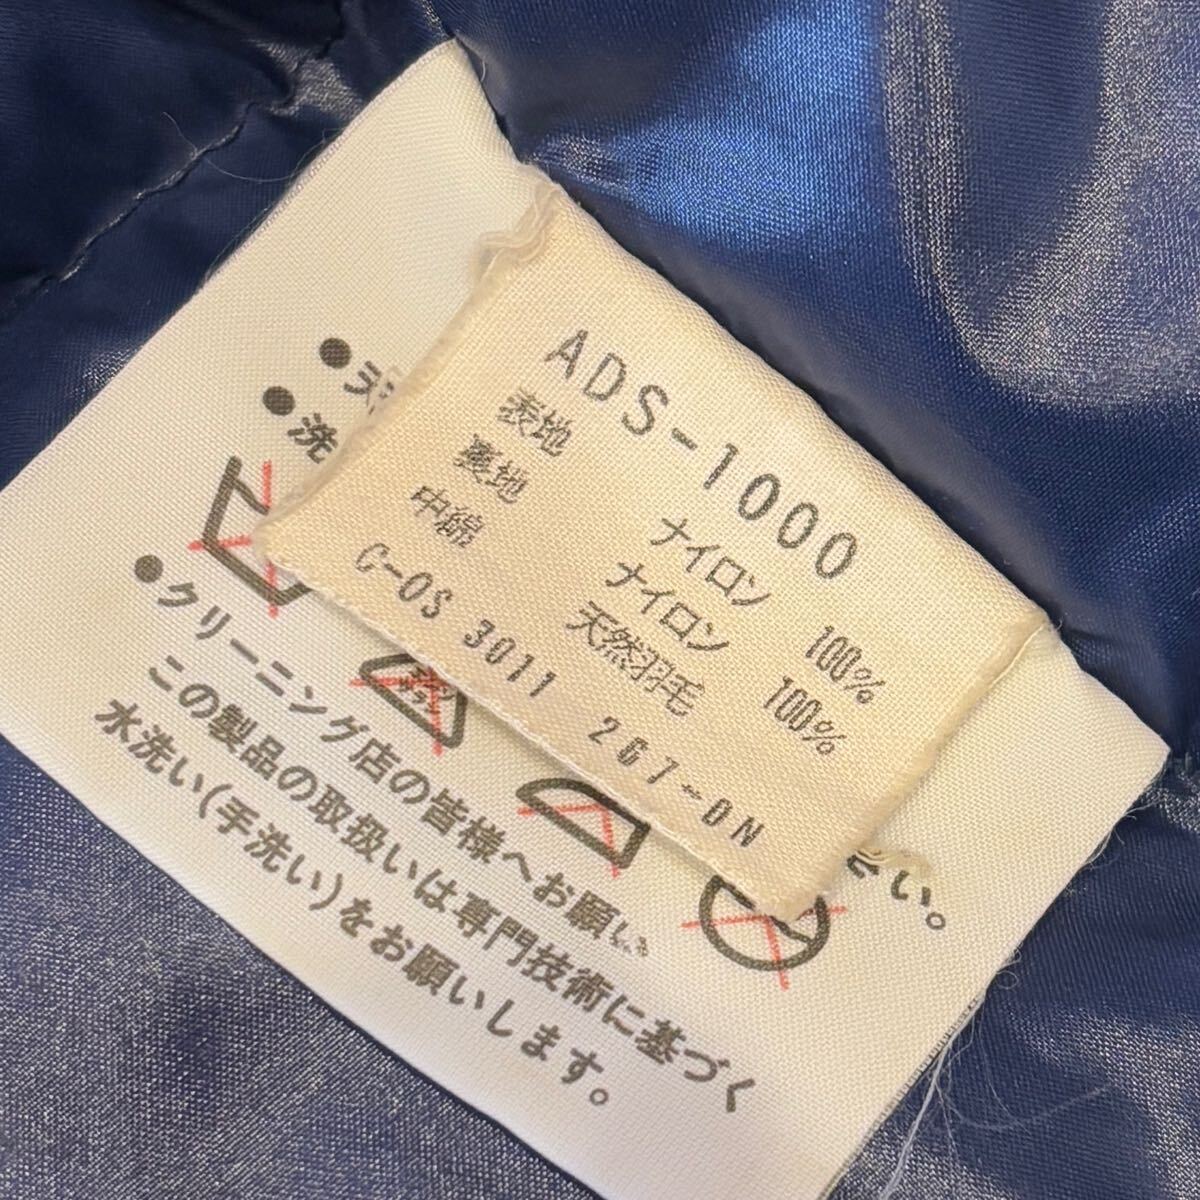 ADS-1000
表地 ナイロン 100%
裏地 ナイロン 100%
中綿 天然羽毛
C-OS 3011 267-ON
●洗
さい。
●クリーニング店の皆様へお願い
この製品の取扱いは専門技術に基づく
水洗い(手洗い)をお願いします。